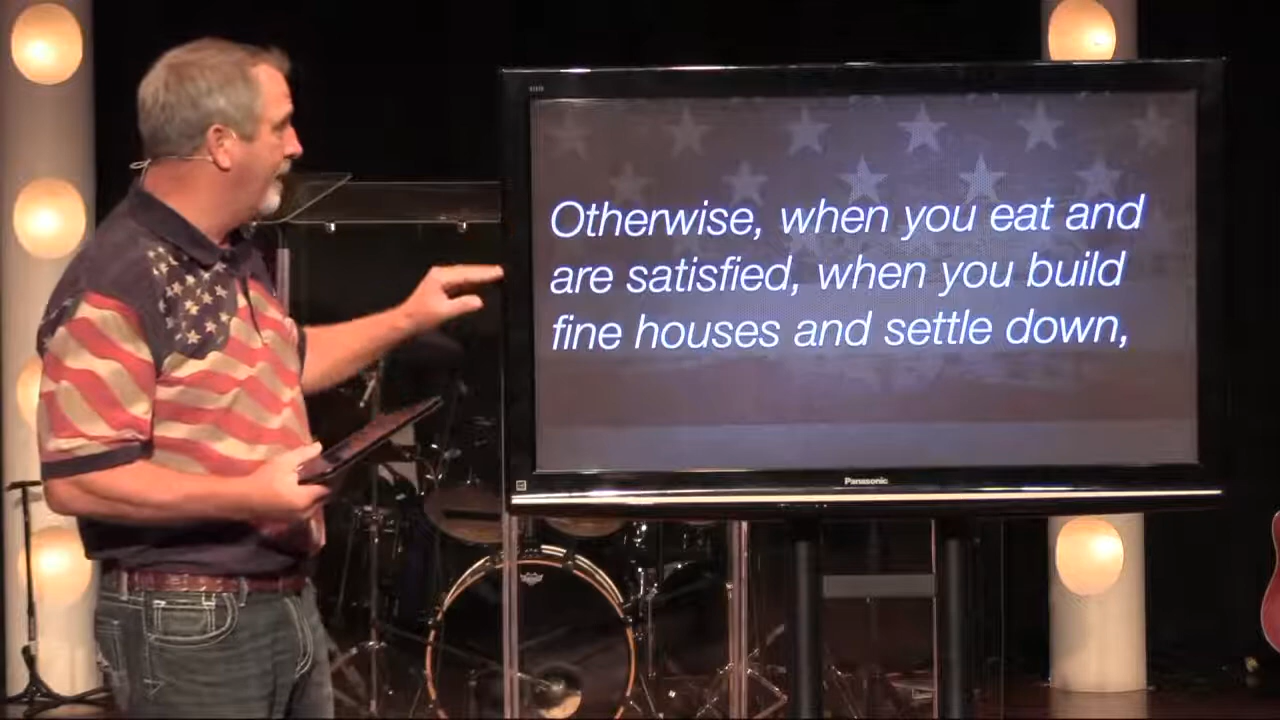 Otherwise, when you eat and
are satisfied, when you build
fine houses and settle down,
Panasonic